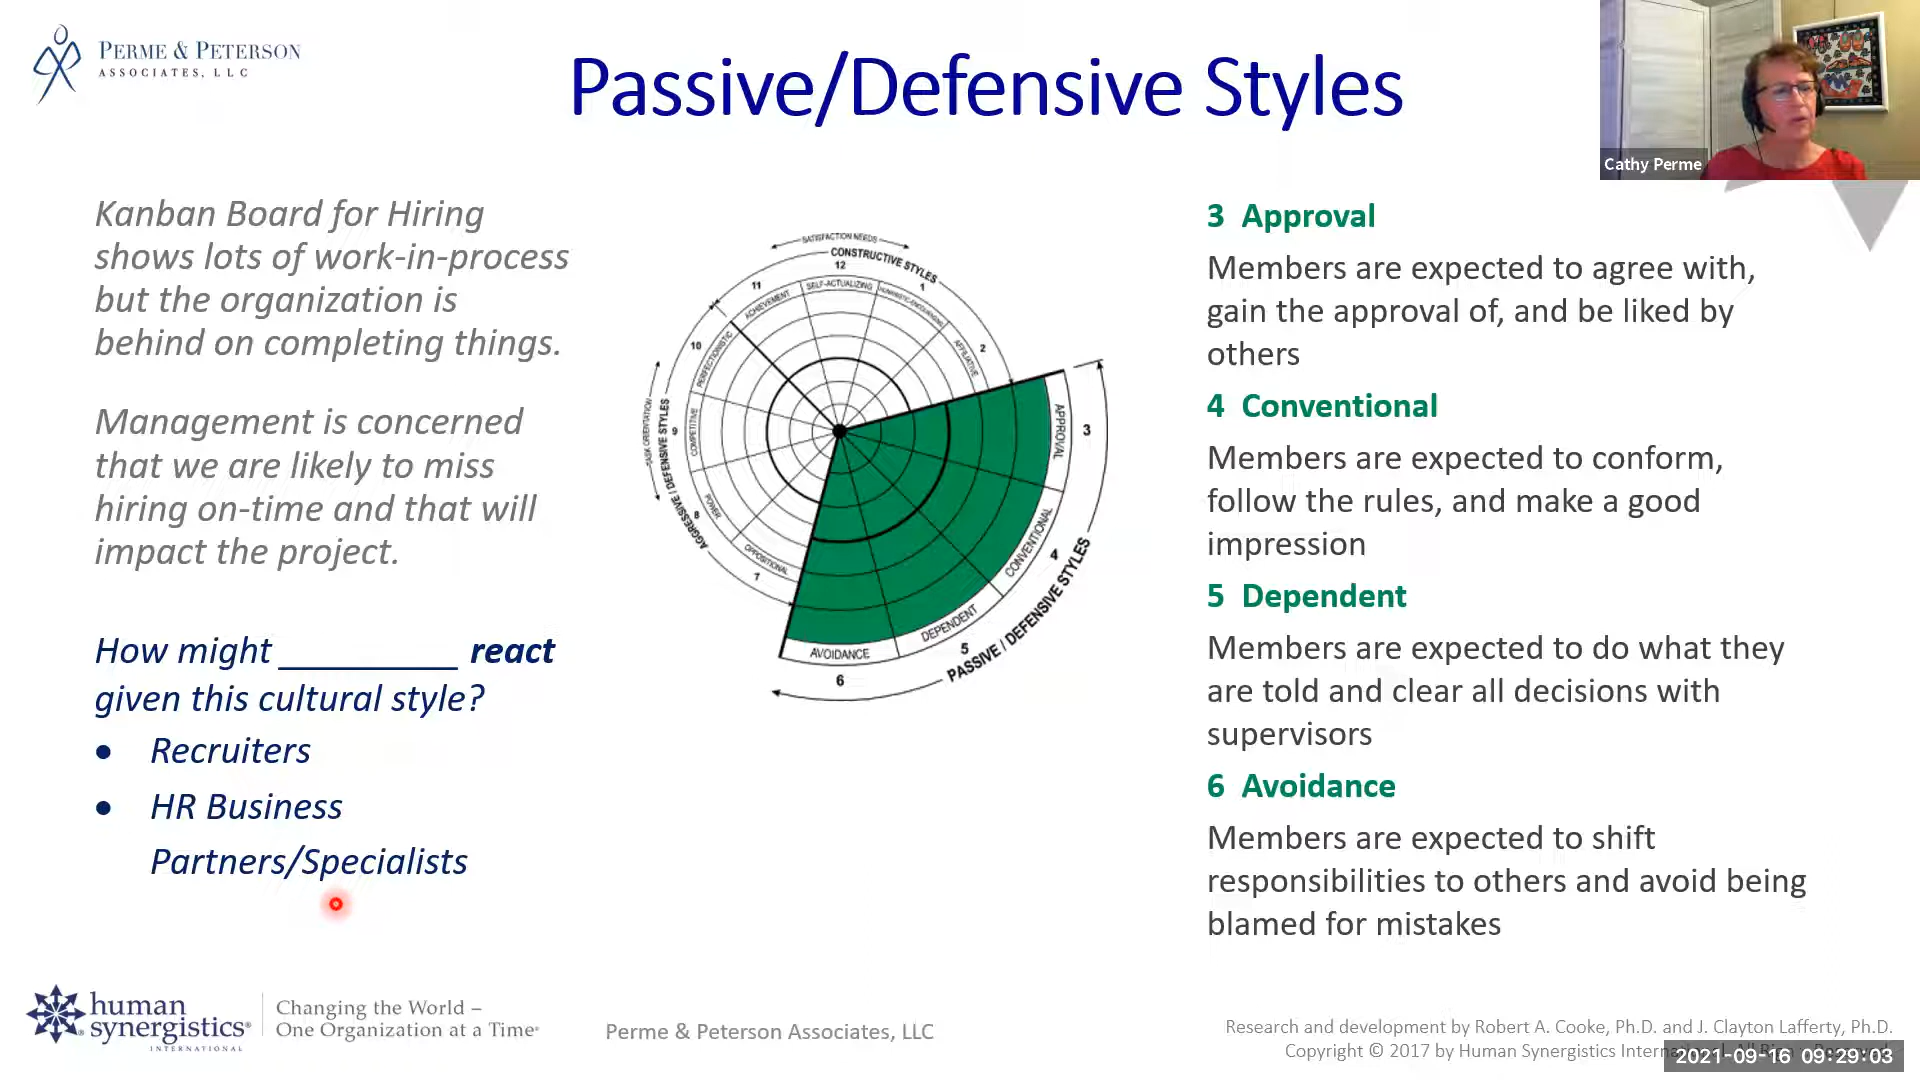 PERME & PETERSON
ASSOCIATES, LLC
Passive/Defensive Styles
Cathy Perme
Kanban Board for Hiring
shows lots of work-in-process
but the organization is
behind on completing things.
Management is concerned
that we are likely to miss
hiring on-time and that will
impact the project.
How might __________ react
given this cultural style?
• Recruiters
• HR Business
Partners/Specialists
SATISFACTION NEEDS
CONSTRUCTIVE STYLES
12
11
1
SELF-ACTUALIZING
ACHIEVEMENT
HUMANISTIC-ENCOURAGING
10
2
PERFECTIONISTIC
AFFILIATIVE
TASK ORIENTATION
AGGRESSIVE / DEFENSIVE STYLES
9
COMPETITIVE
APPROVAL
3
8
POWER
CONVENTIONAL
4
7
OPPOSITIONAL
DEPENDENT
5
AVOIDANCE
6
PASSIVE / DEFENSIVE STYLES
3 Approval
Members are expected to agree with,
gain the approval of, and be liked by
others
4 Conventional
Members are expected to conform,
follow the rules, and make a good
impression
5 Dependent
Members are expected to do what they
are told and clear all decisions with
supervisors
6 Avoidance
Members are expected to shift
responsibilities to others and avoid being
blamed for mistakes
human
synergistics®
INTERNATIONAL
Changing the World –
One Organization at a Time®
Perme & Peterson Associates, LLC
Research and development by Robert A. Cooke, Ph.D. and J. Clayton Lafferty, Ph.D.
Copyright © 2017 by Human Synergistics
2021-09-16 09:29:03